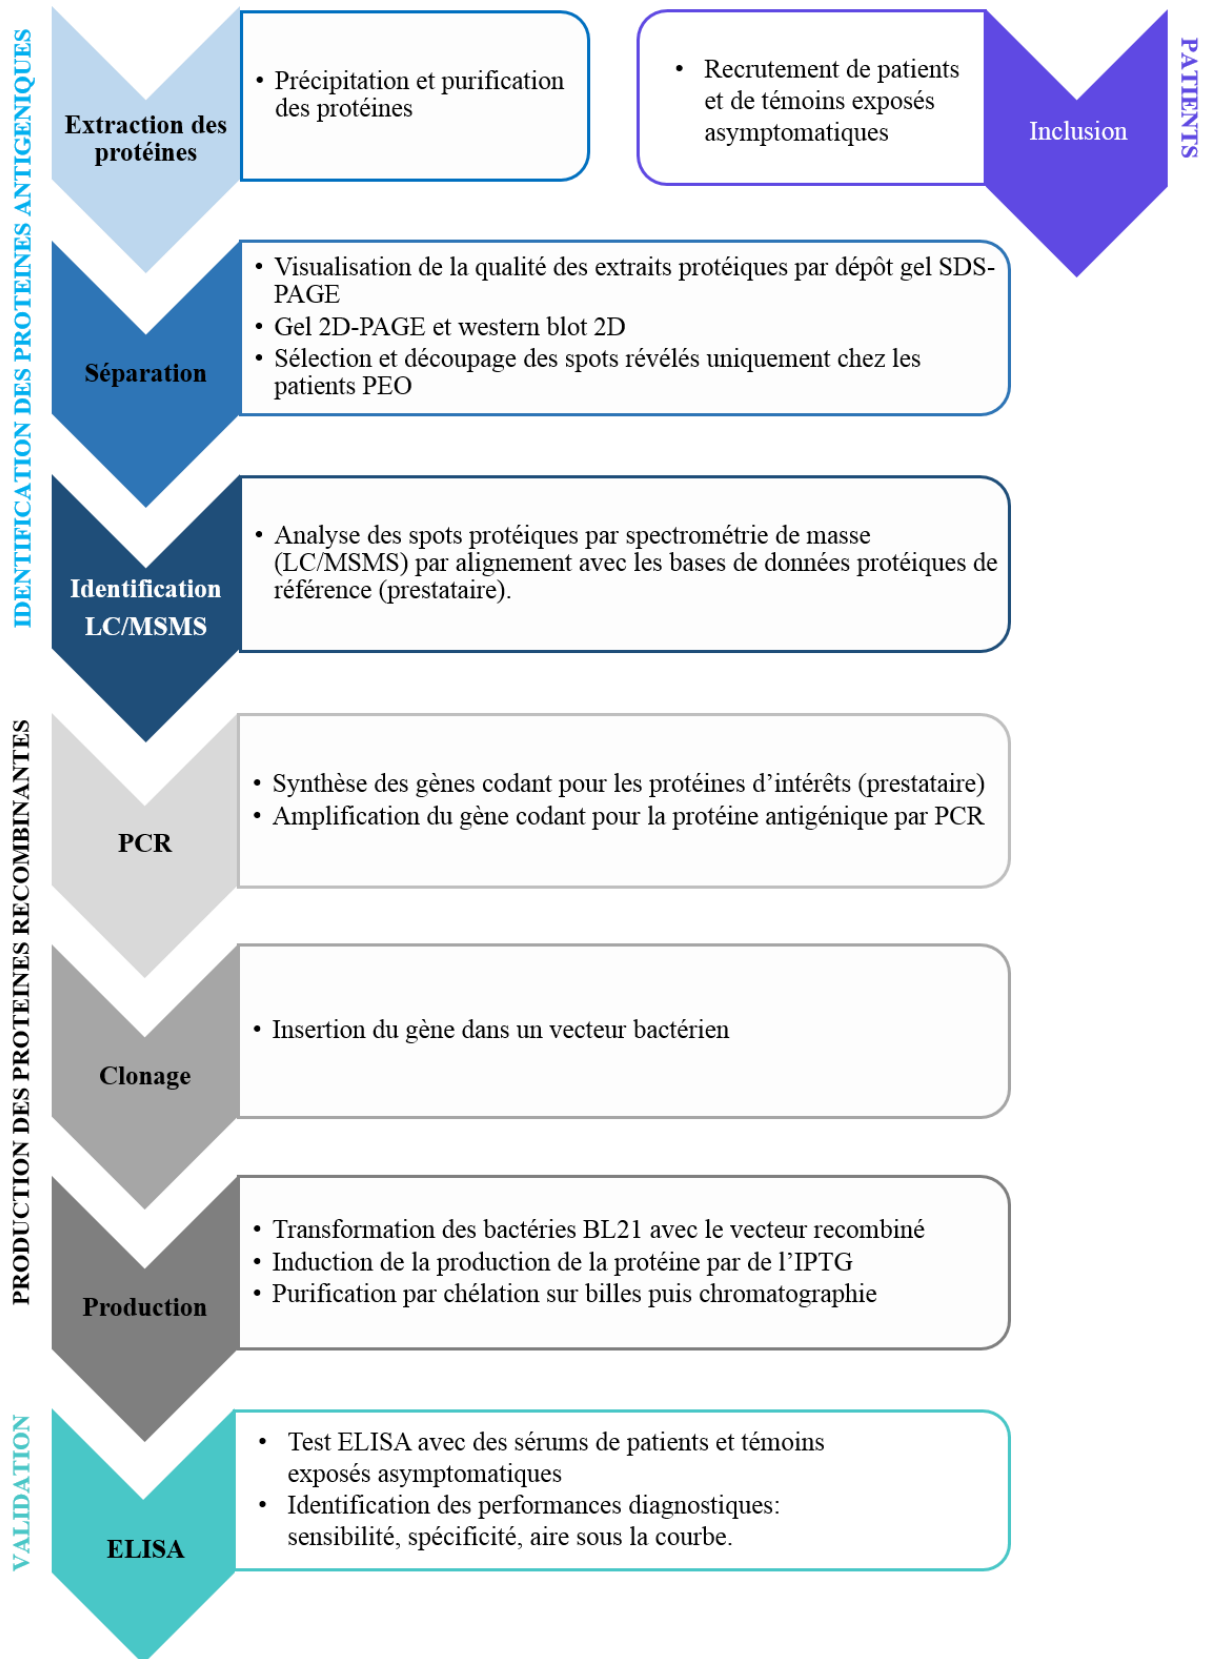 IDENTIFICATION DES PROTEINES ANTIGENIQUES
Extraction des
protéines
• Précipitation et purification
des protéines
• Recrutement de patients
et de témoins exposés
asymptomatiques
Inclusion
PATIENTS
Séparation
• Visualisation de la qualité des extraits protéiques par dépôt gel SDS-
PAGE
• Gel 2D-PAGE et western blot 2D
• Sélection et découpage des spots révélés uniquement chez les
patients PEO
Identification
LC/MSMS
• Analyse des spots protéiques par spectrométrie de masse
(LC/MSMS) par alignement avec les bases de données protéiques de
référence (prestataire).
PRODUCTION DES PROTEINES RECOMBINANTES
PCR
• Synthèse des gènes codant pour les protéines d’intérêts (prestataire)
• Amplification du gène codant pour la protéine antigénique par PCR
Clonage
• Insertion du gène dans un vecteur bactérien
Production
• Transformation des bactéries BL21 avec le vecteur recombiné
• Induction de la production de la protéine par de l’IPTG
• Purification par chélation sur billes puis chromatographie
VALIDATION
ELISA
• Test ELISA avec des sérums de patients et témoins
exposés asymptomatiques
• Identification des performances diagnostiques:
sensibilité, spécificité, aire sous la courbe.